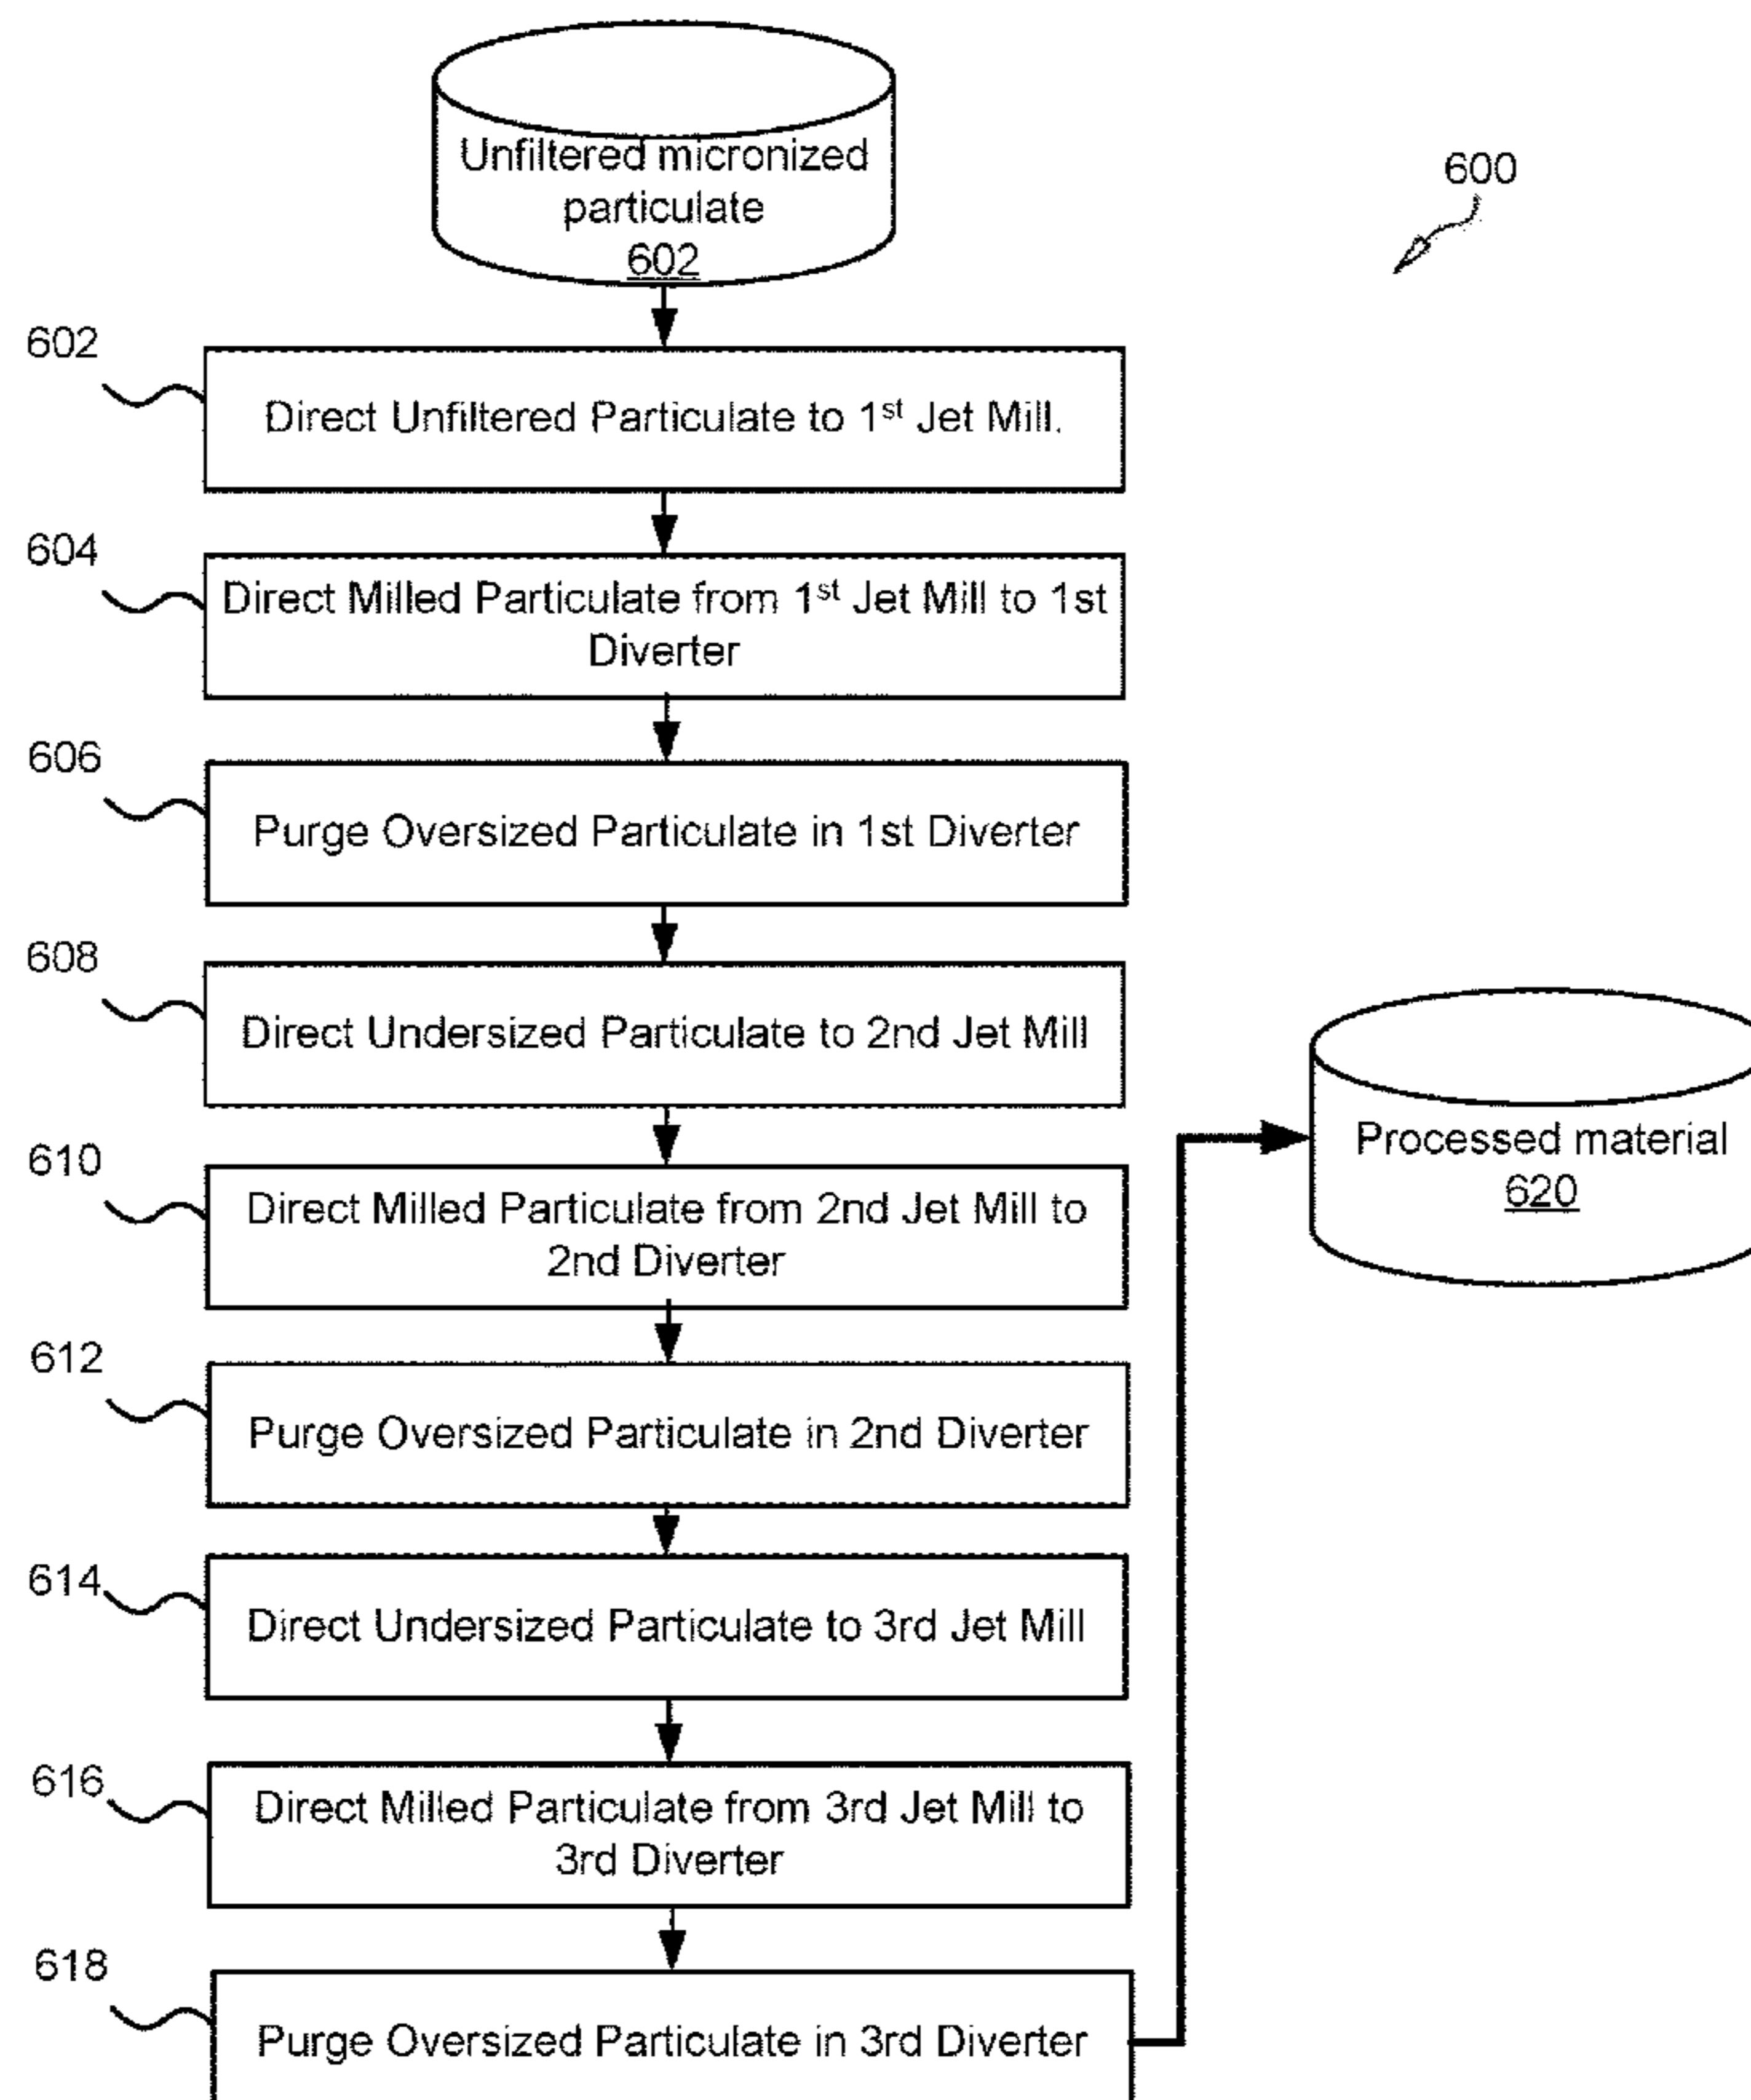 Unfiltered micronized
particulate
602
600
602
Direct Unfiltered Particulate to 1st Jet Mill.
604
Direct Milled Particulate from 1st Jet Mill to 1st
Diverter
606
Purge Oversized Particulate in 1st Diverter
608
Direct Undersized Particulate to 2nd Jet Mill
610
Direct Milled Particulate from 2nd Jet Mill to
2nd Diverter
Processed material
620
612
Purge Oversized Particulate in 2nd Diverter
614
Direct Undersized Particulate to 3rd Jet Mill
616
Direct Milled Particulate from 3rd Jet Mill to
3rd Diverter
618
Purge Oversized Particulate in 3rd Diverter